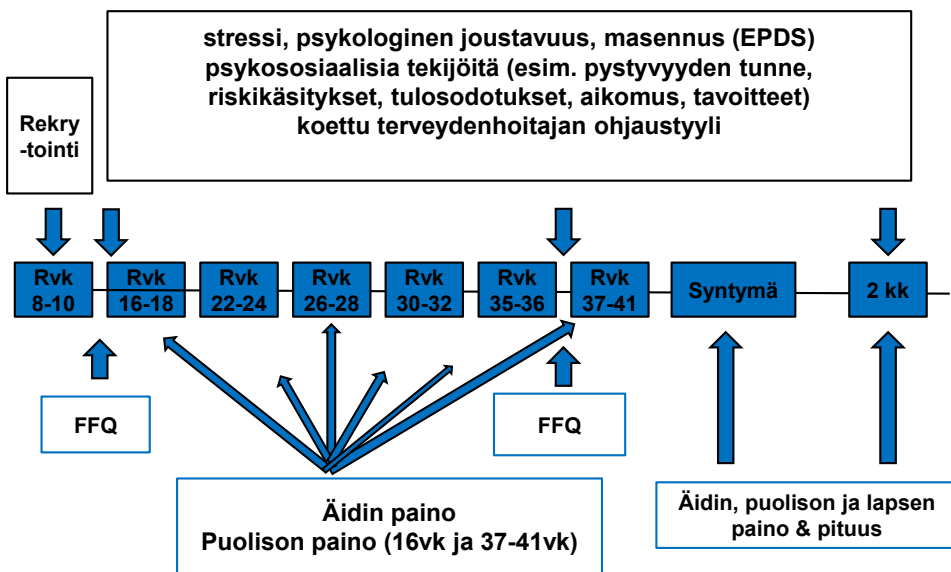 stressi, psykologinen joustavuus, masennus (EPDS)
psykososiaalisia tekijöitä (esim. pystyvyyden tunne,
riskikäsitykset, tulosodotukset, aikomus, tavoitteet)
koettu terveydenhoitajan ohjaustyyli
Rekry
-tointi
Rvk
8-10
Rvk
16-18
Rvk
22-24
Rvk
26-28
Rvk
30-32
Rvk
35-36
Rvk
37-41
Syntymä
2 kk
FFQ
FFQ
Äidin paino
Puolison paino (16vk ja 37-41vk)
Äidin, puolison ja lapsen
paino & pituus